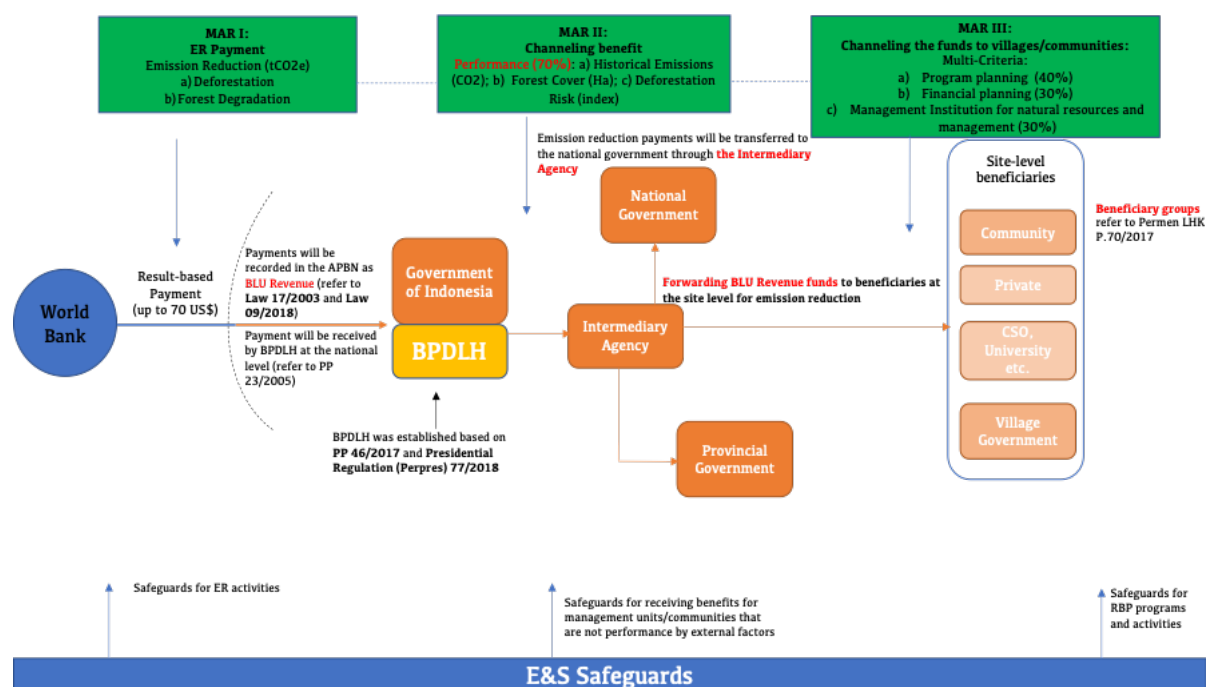 MAR I:
ER Payment
Emission Reduction (tCO2e)
a) Deforestation
b) Forest Degradation
MAR II:
Channeling benefit
Performance (70%): a) Historical Emissions
(CO2); b) Forest Cover (Ha); c) Deforestation
Risk (index)
MAR III:
Channeling the funds to villages/communities:
Multi-Criteria:
a) Program planning (40%)
b) Financial planning (30%)
c) Management Institution for natural resources and
management (30%)
Emission reduction payments will be transferred to
the national government through the Intermediary
Agency
World
Bank
Result-based
Payment
(up to 70 US$)
Payments will be
recorded in the APBN as
BLU Revenue (refer to
Law 17/2003 and Law
09/2018)
Payment will be received
by BPDLH at the national
level (refer to PP
23/2005)
Government
of Indonesia
BPDLH
BPDLH was established based on
PP 46/2017 and Presidential
Regulation (Perpres) 77/2018
National
Government
Intermediary
Agency
Provincial
Government
Forwarding BLU Revenue funds to beneficiaries at
the site level for emission reduction
Site-level
beneficiaries
Community
Private
CSO,
University
etc.
Village
Government
Beneficiary groups
refer to Permen LHK
P.70/2017
Safeguards for ER activities
Safeguards for receiving benefits for
management units/communities that
are not performance by external factors
Safeguards for
RBP programs
and activities
E&S Safeguards